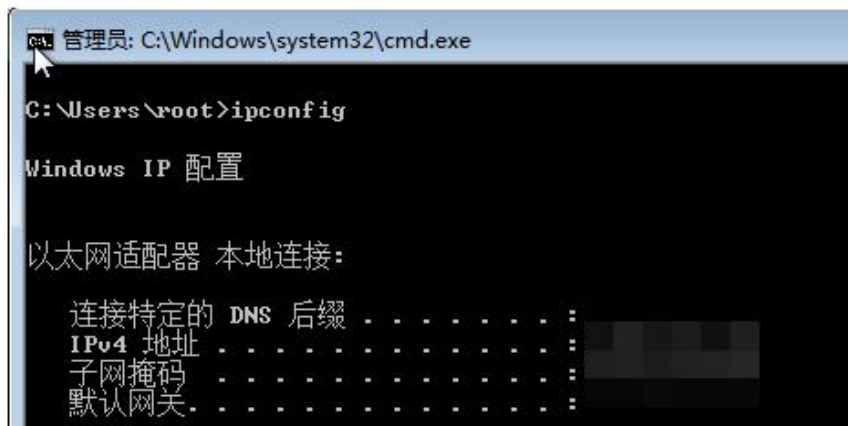 管理员: C:\Windows\system32\cmd.exe
C:\Users\root>ipconfig
Windows IP 配置
以太网适配器 本地连接:
连接特定的 DNS 后缀 . . . . . . . :
IPv4 地址 . . . . . . . . . . . . :
子网掩码 . . . . . . . . . . . . :
默认网关. . . . . . . . . . . . . :